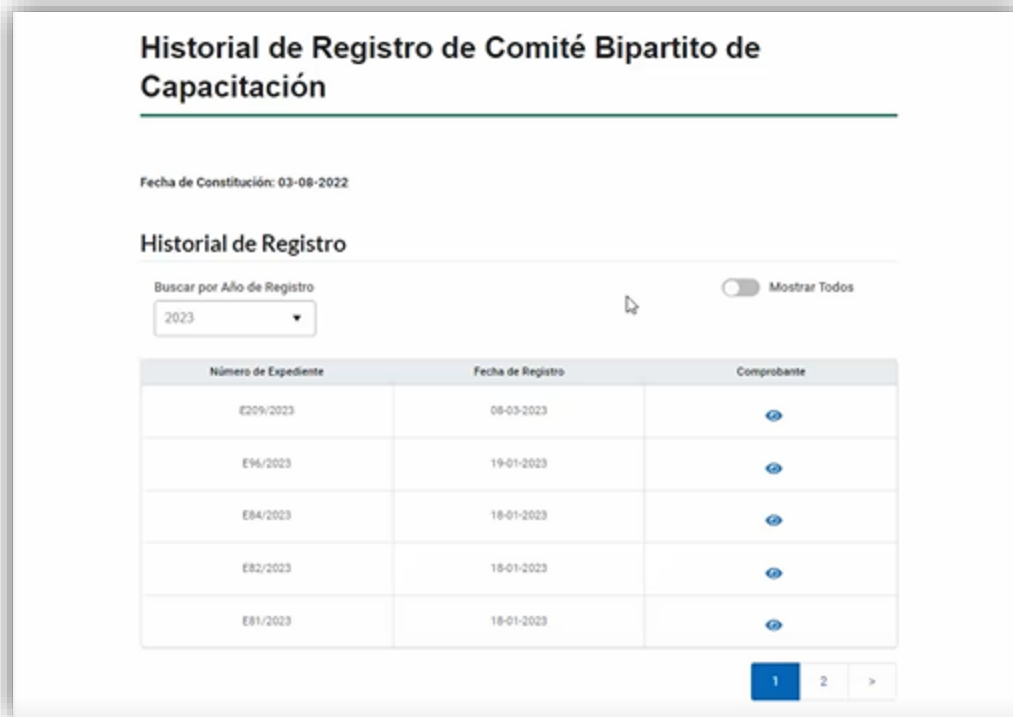 Historial de Registro de Comité Bipartito de
Capacitación
Fecha de Constitución: 03-08-2022
Historial de Registro
Buscar por Año de Registro
Mostrar Todos
2023
Número de Expediente Fecha de Registro Comprobante
E209/2023 08-03-2023
E96/2023 19-01-2023
E84/2023 18-01-2023
E82/2023 18-01-2023
E81/2023 18-01-2023
1 2 >